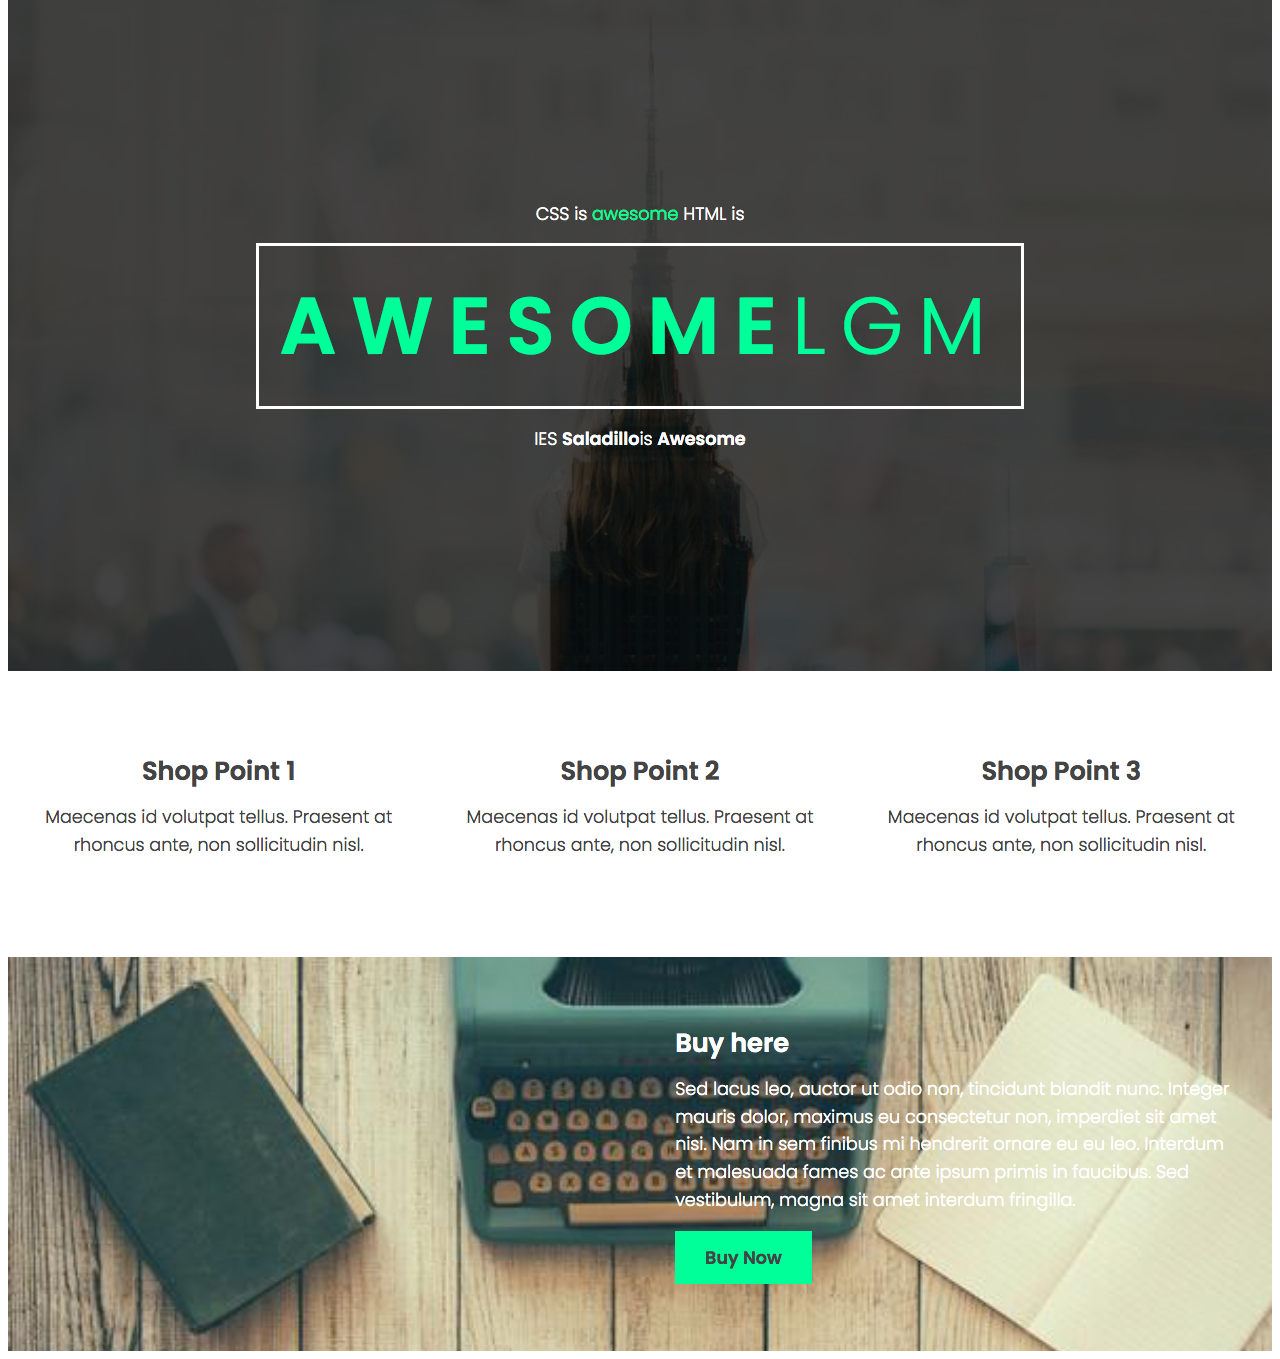 CSS is awesome HTML is
AWESOMELGM
IES Saladillois Awesome
Shop Point 1
Maecenas id volutpat tellus. Praesent at
rhoncus ante, non sollicitudin nisl.
Shop Point 2
Maecenas id volutpat tellus. Praesent at
rhoncus ante, non sollicitudin nisl.
Shop Point 3
Maecenas id volutpat tellus. Praesent at
rhoncus ante, non sollicitudin nisl.
Buy here
Sed lacus leo, auctor ut odio non, tincidunt blandit nunc. Integer
mauris dolor, maximus eu consectetur non, imperdiet sit amet
nisi. Nam in sem finibus mi hendrerit ornare eu eu leo. Interdum
et malesuada fames ac ante ipsum primis in faucibus. Sed
vestibulum, magna sit amet interdum fringilla.
Buy Now